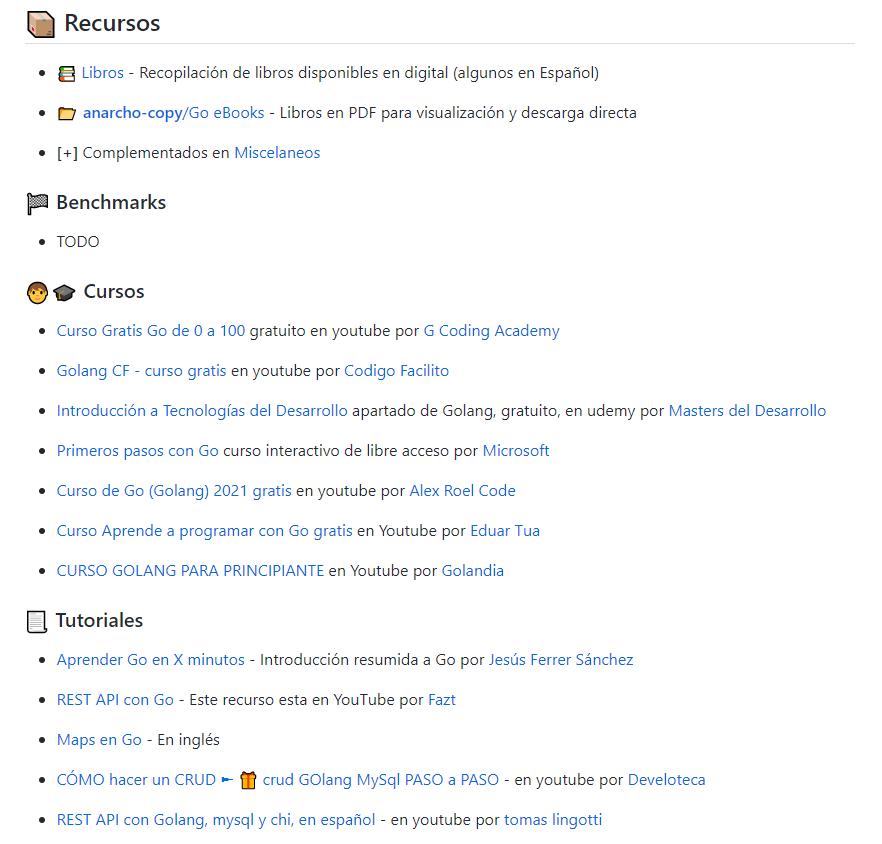 Recursos
Libros - Recopilación de libros disponibles en digital (algunos en Español)
anarcho-copy/Go eBooks - Libros en PDF para visualización y descarga directa
[+] Complementados en Miscelaneos
Benchmarks
TODO
Cursos
Curso Gratis Go de 0 a 100 gratuito en youtube por G Coding Academy
Golang CF - curso gratis en youtube por Codigo Facilito
Introducción a Tecnologías del Desarrollo apartado de Golang, gratuito, en udemy por Masters del Desarrollo
Primeros pasos con Go curso interactivo de libre acceso por Microsoft
Curso de Go (Golang) 2021 gratis en youtube por Alex Roel Code
Curso Aprende a programar con Go gratis en Youtube por Eduar Tua
CURSO GOLANG PARA PRINCIPIANTE en Youtube por Golandia
Tutoriales
Aprender Go en X minutos - Introducción resumida a Go por Jesús Ferrer Sánchez
REST API con Go - Este recurso esta en YouTube por Fazt
Maps en Go - En inglés
CÓMO hacer un CRUD ➽ 🎁 crud GOlang MySql PASO a PASO - en youtube por Develoteca
REST API con Golang, mysql y chi, en español - en youtube por tomas lingotti